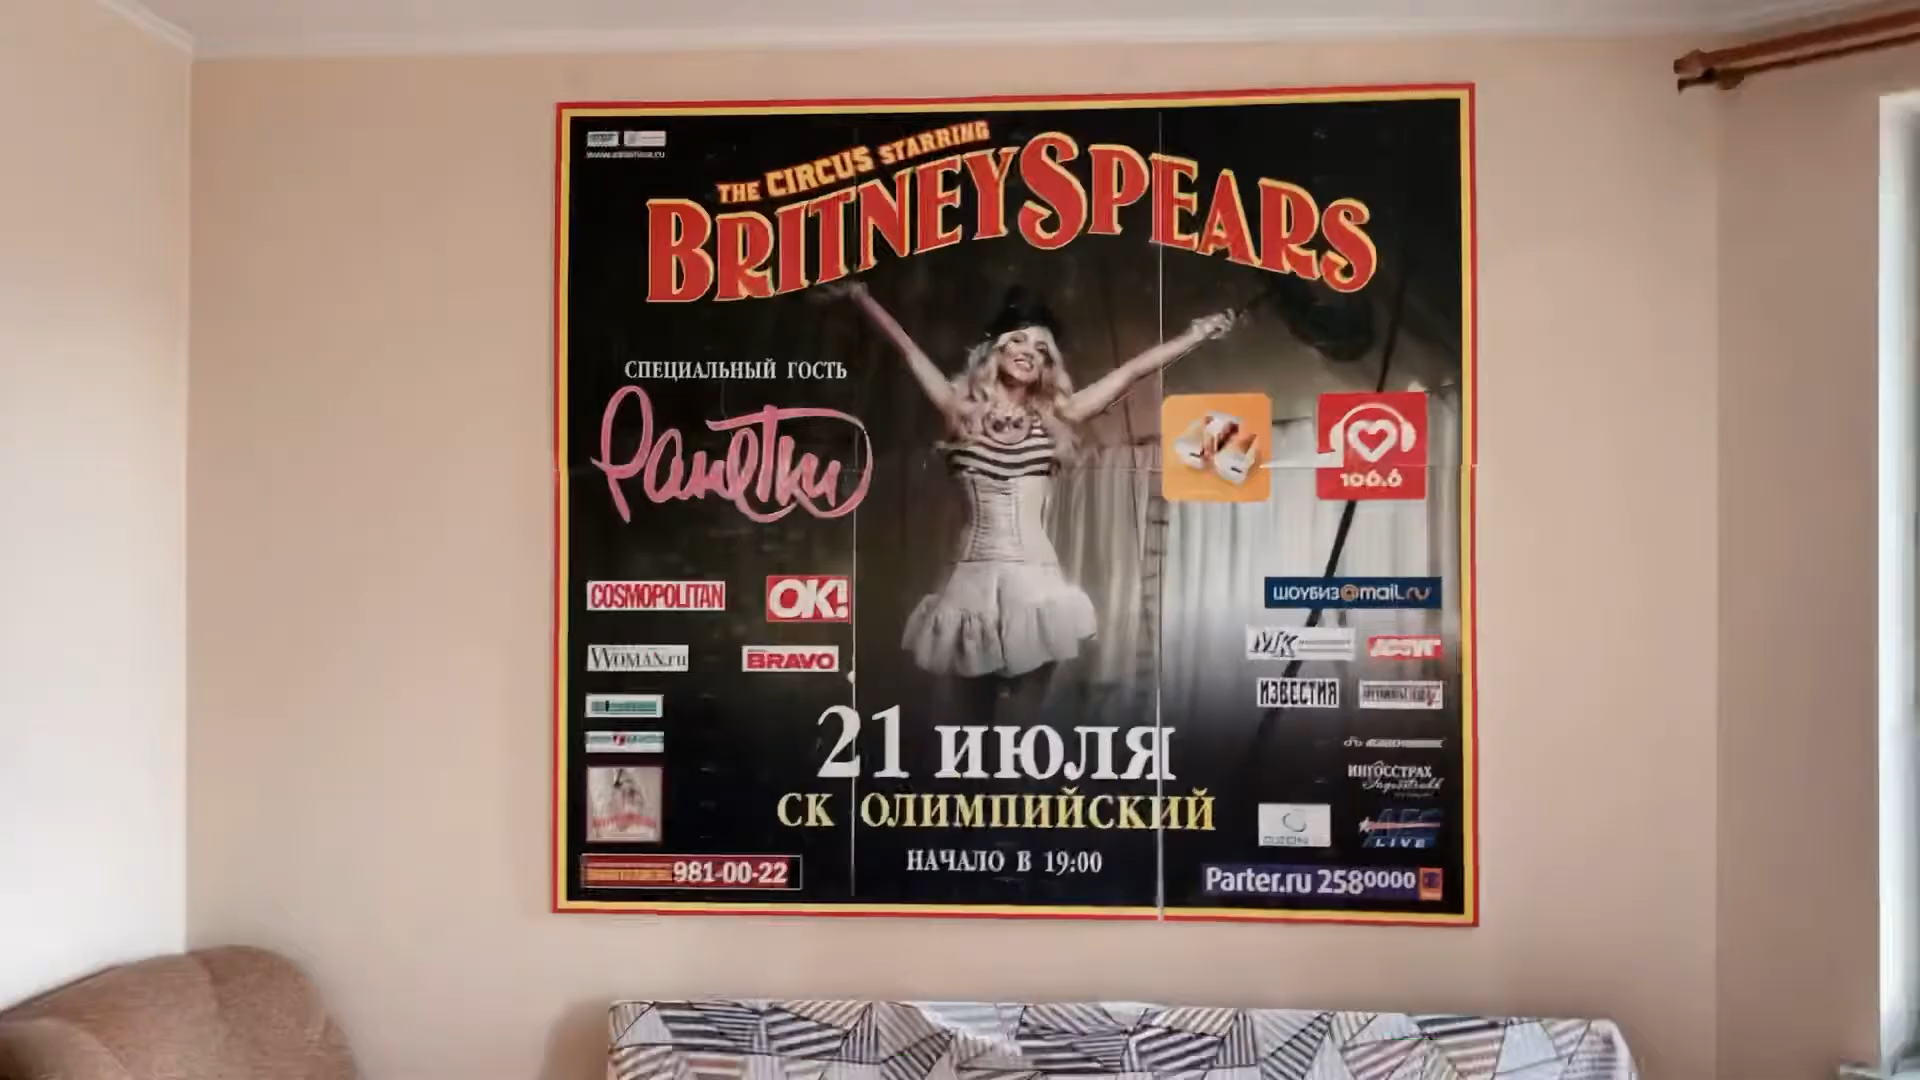 THE CIRCUS STARRING
BRITNEY SPEARS
СПЕЦИАЛЬНЫЙ ГОСТЬ
Ранетки
106.6
COSMOPOLITAN
OK!
ШОУБИЗ@mail.ru
WOMAN.ru
BRAVO
МК
ИЗВЕСТИЯ
21 ИЮЛЯ
СК ОЛИМПИЙСКИЙ
НАЧАЛО В 19:00
ИНГОССТРАХ
LIVE
981-00-22
Parter.ru 2580000